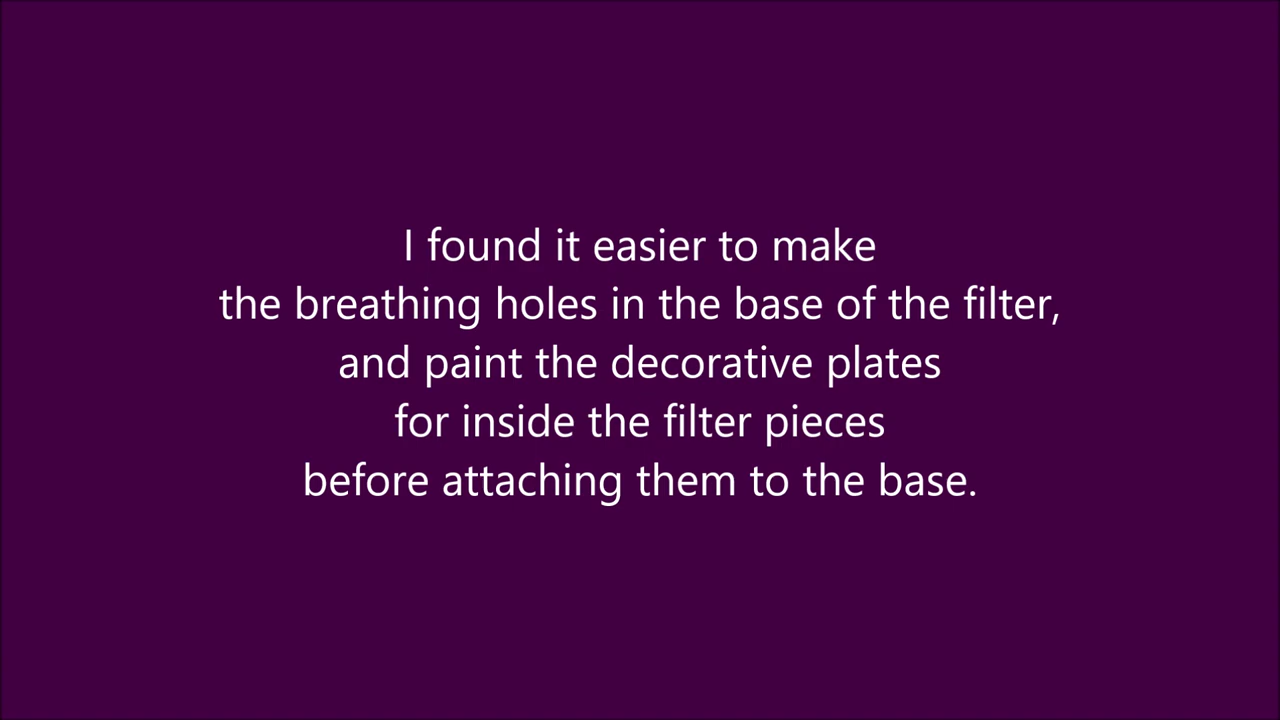 I found it easier to make
the breathing holes in the base of the filter,
and paint the decorative plates
for inside the filter pieces
before attaching them to the base.